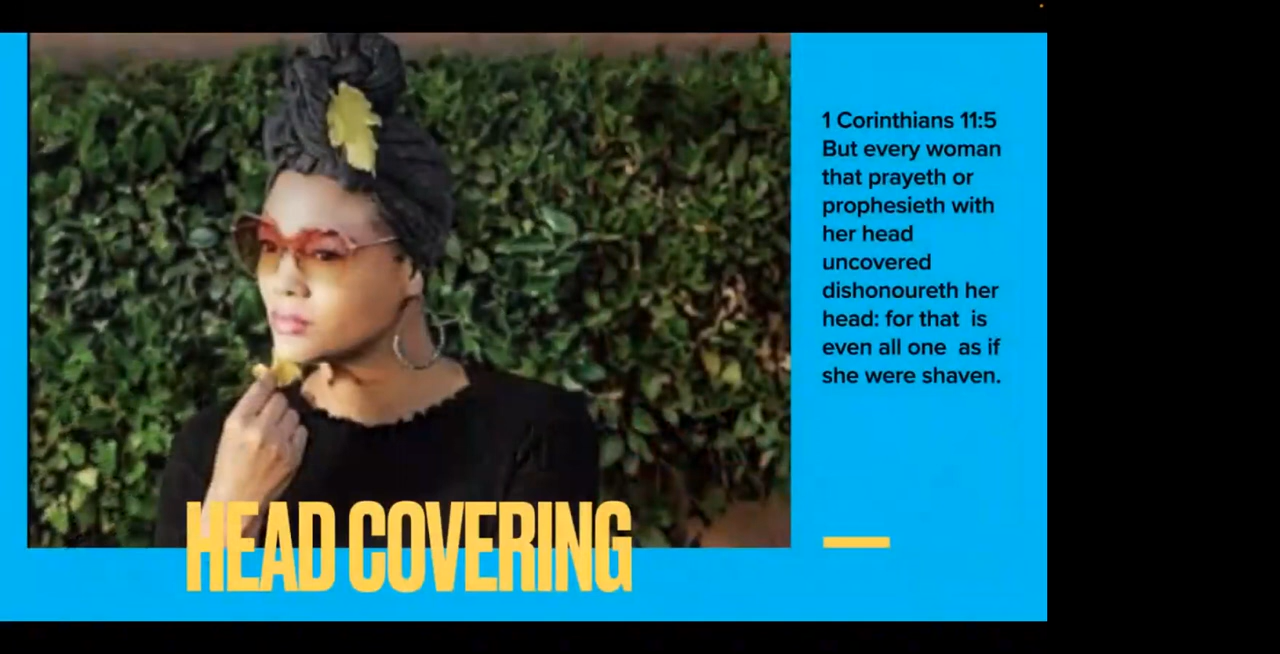 1 Corinthians 11:5
But every woman
that prayeth or
prophesieth with
her head
uncovered
dishonoureth her
head: for that  is
even all one  as if
she were shaven.
HEAD COVERING